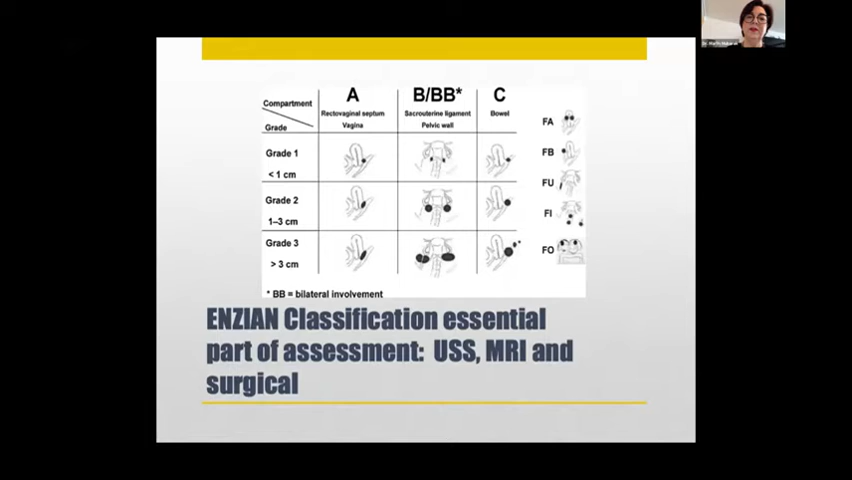 Compartment
Grade
A
Rectovaginal septum
Vagina
B/BB*
Sacrouterine ligament
Pelvic wall
C
Bowel
Grade 1
< 1 cm
Grade 2
1–3 cm
Grade 3
> 3 cm
* BB = bilateral involvement
FA
FB
FU
FI
FO
ENZIAN Classification essential
part of assessment: USS, MRI and
surgical